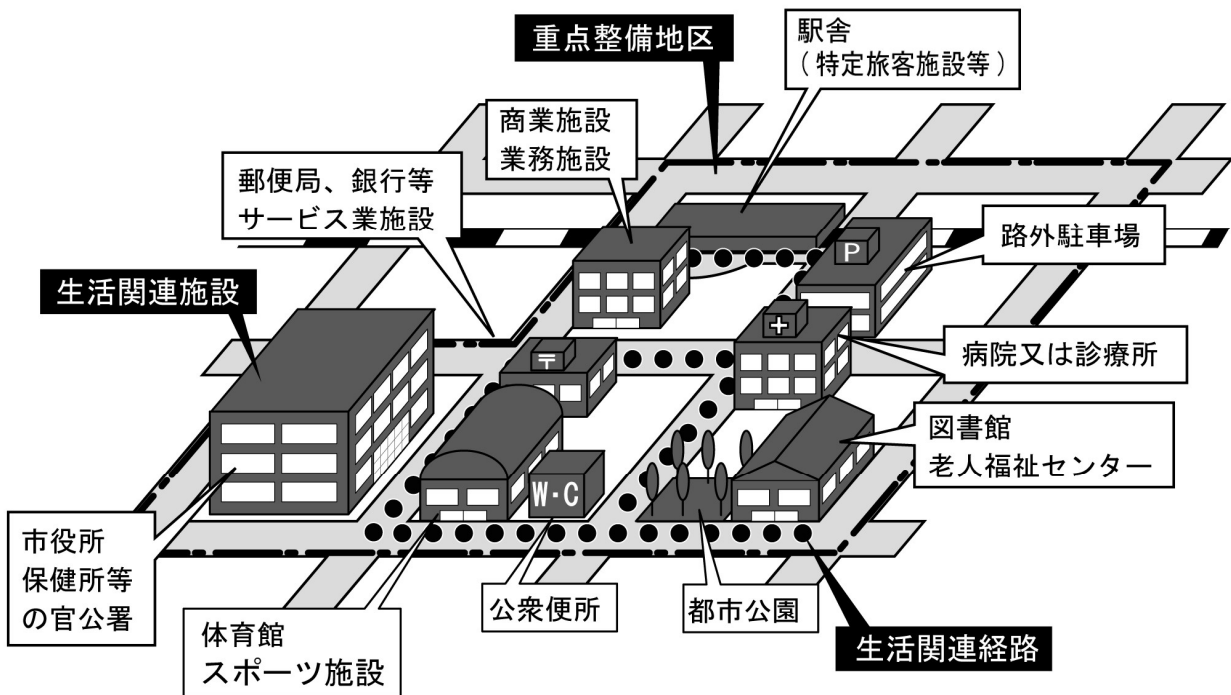 重点整備地区
駅舎
(特定旅客施設等)
商業施設
業務施設
郵便局、銀行等
サービス業施設
路外駐車場
P
生活関連施設
病院又は診療所
〒
図書館
老人福祉センター
W・C
市役所
保健所等
の官公署
公衆便所
都市公園
体育館
スポーツ施設
生活関連経路